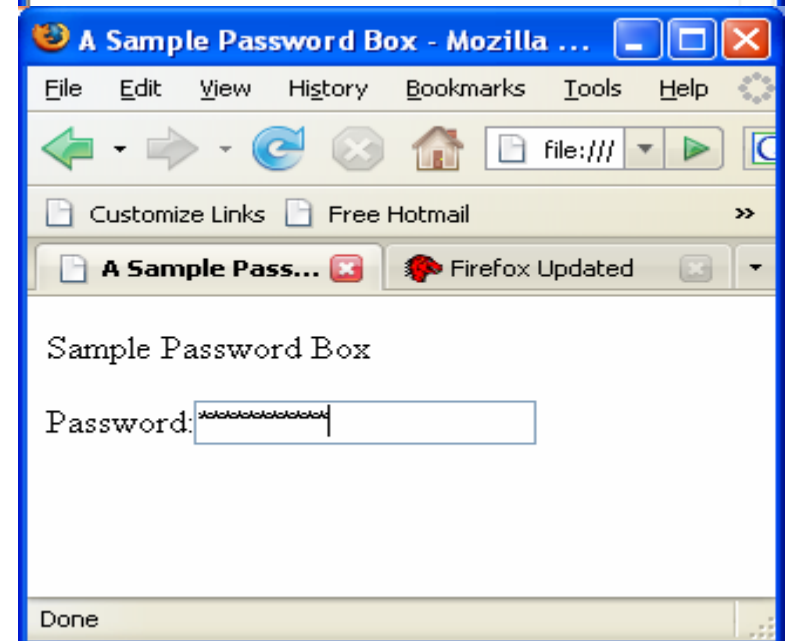 A Sample Password Box - Mozilla ...
File Edit View History Bookmarks Tools Help
file:///
Customize Links Free Hotmail »
A Sample Pass... Firefox Updated
Sample Password Box
Password:
Done